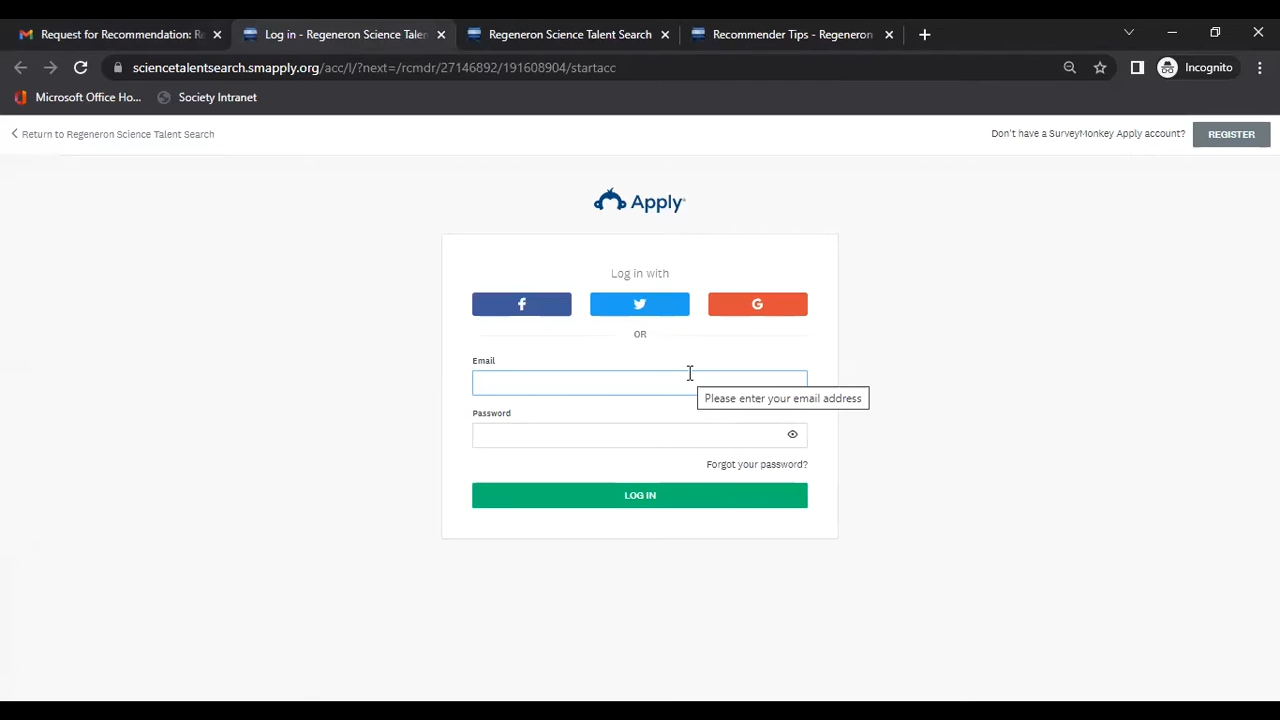 Request for Recommendation: Re
Log in - Regeneron Science Talen
Regeneron Science Talent Search
Recommender Tips - Regeneron
sciencetalentsearch.smapply.org/acc/l/?next=/rcmdr/27146892/191608904/startacc
Incognito
Microsoft Office Ho...
Society Intranet
Return to Regeneron Science Talent Search
Don't have a SurveyMonkey Apply account?
REGISTER
Apply
Log in with
OR
Email
Please enter your email address
Password
Forgot your password?
LOG IN